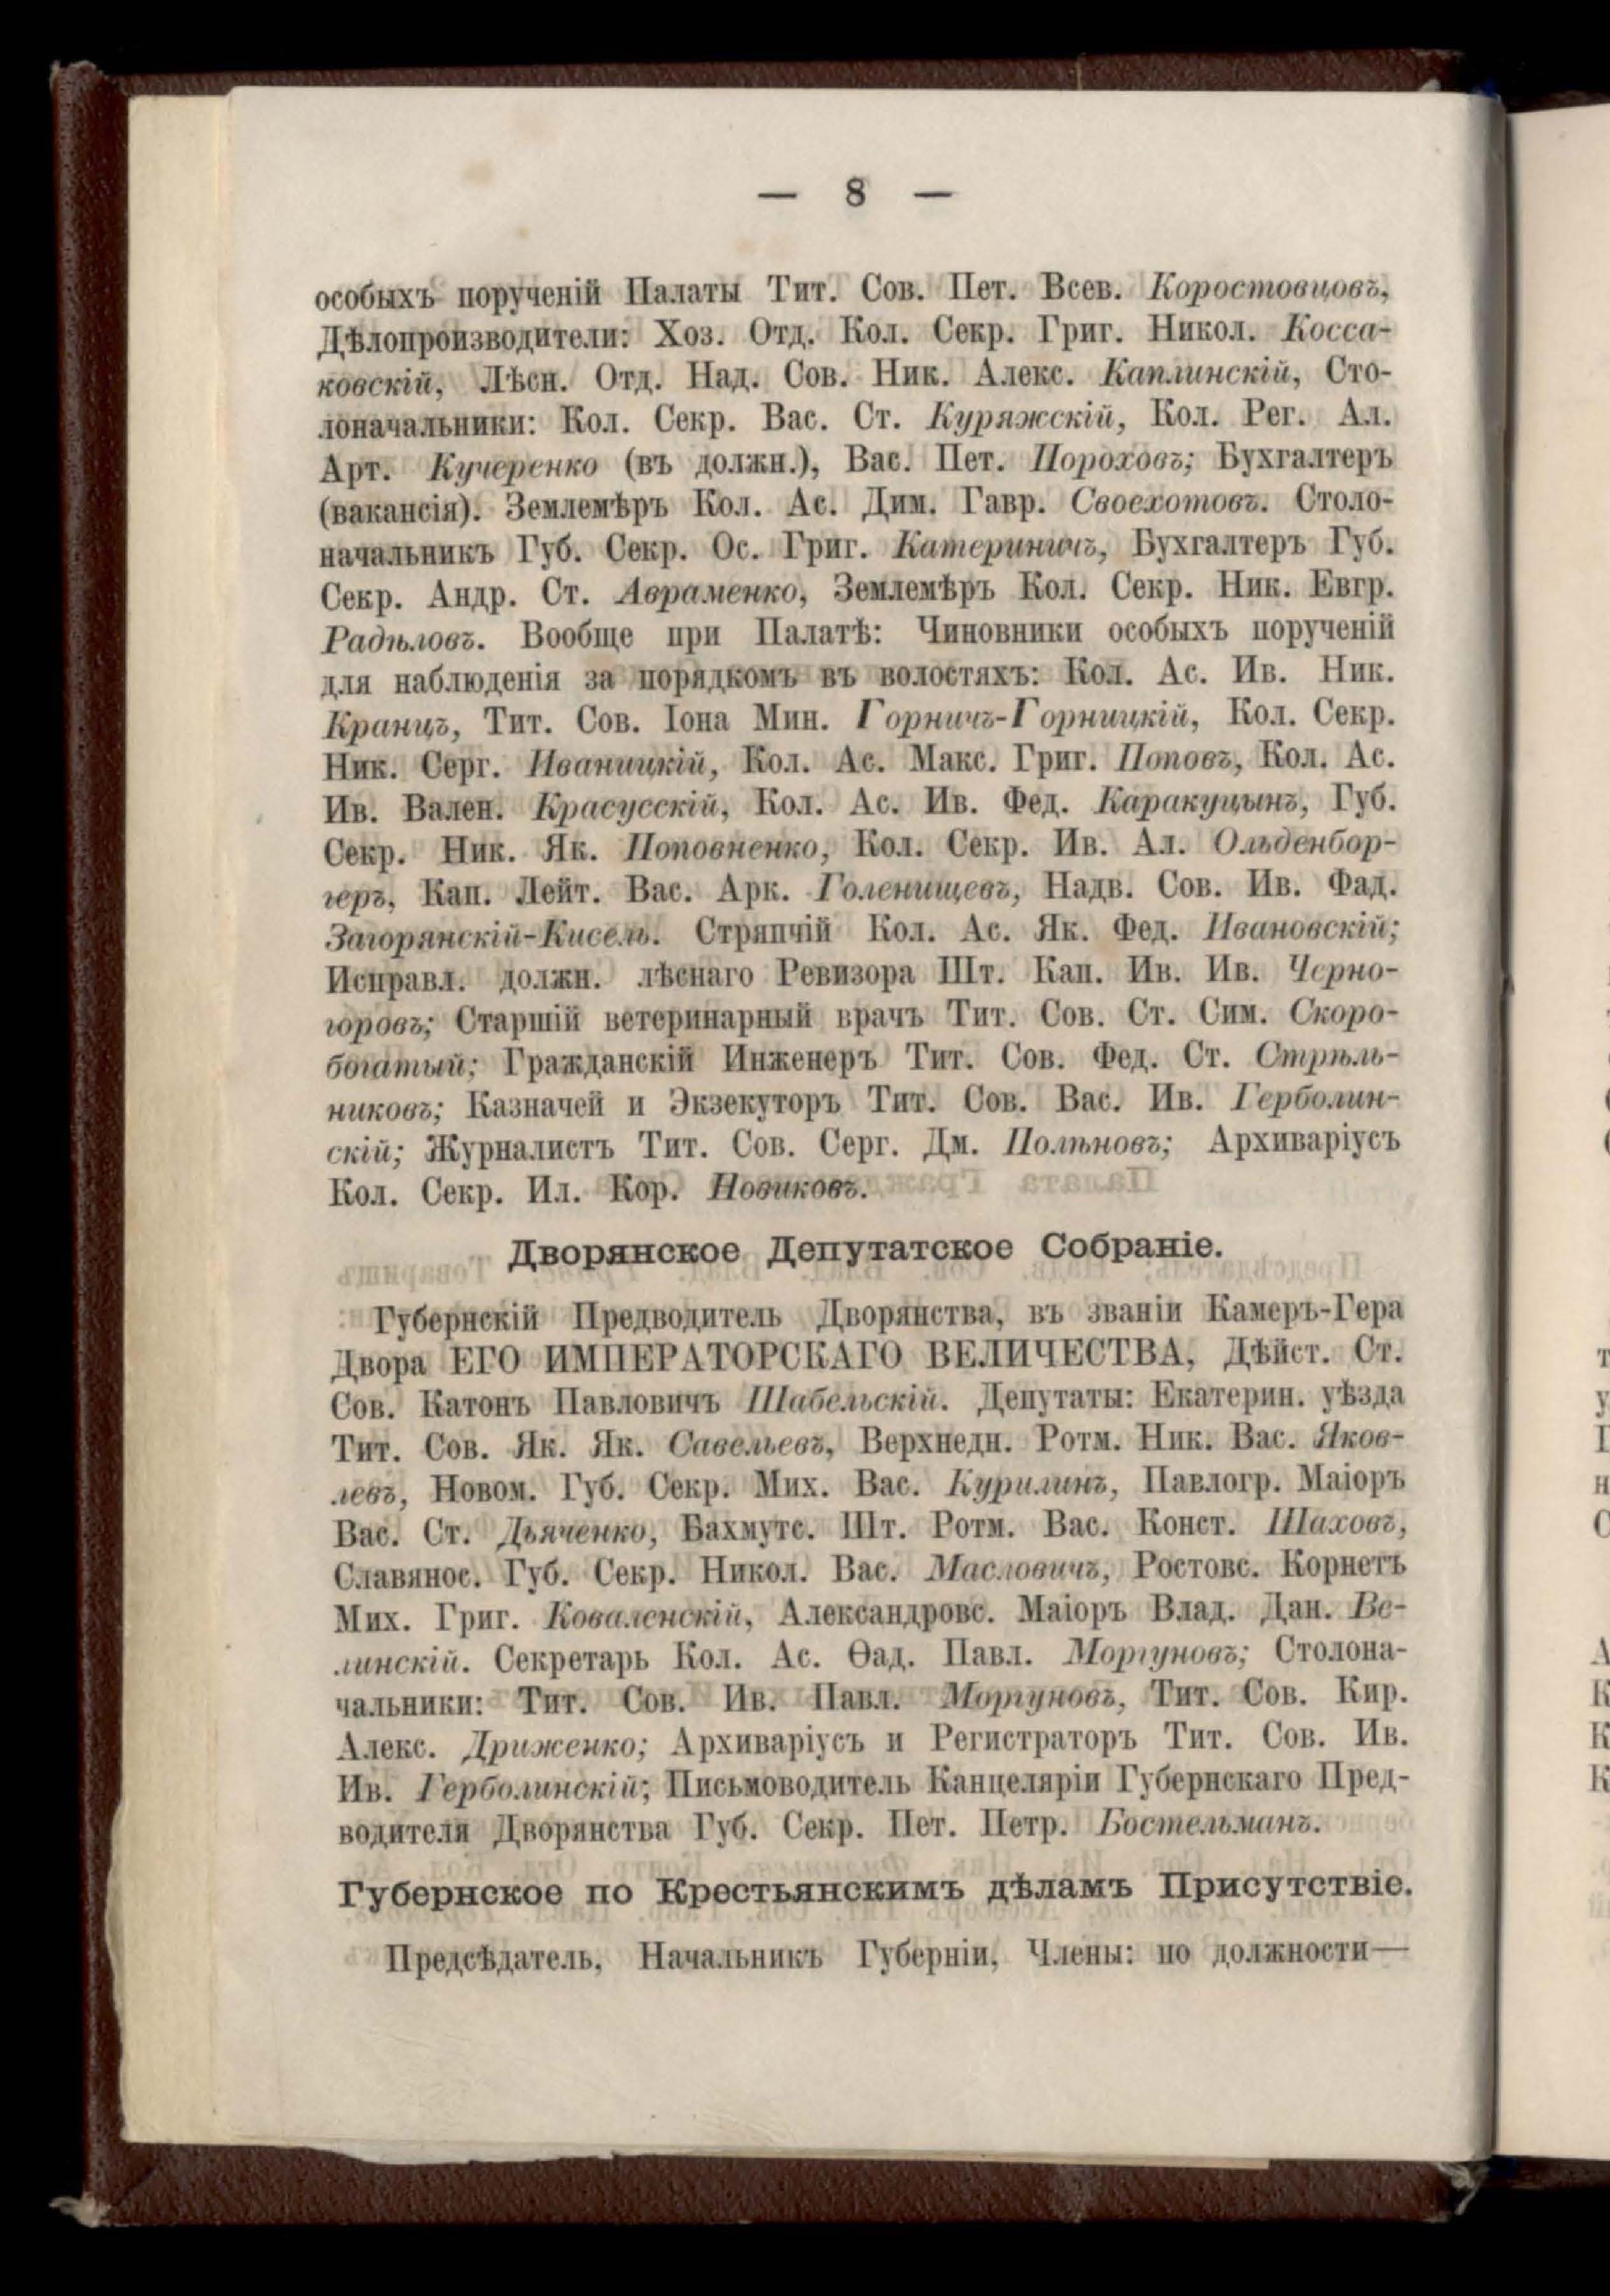 — 8 —
особыхъ порученій Палаты Тит. Сов. Пет. Всев. Коростовцовъ,
Дѣлопроизводители: Хоз. Отд. Кол. Секр. Григ. Никол. Косса-
ковскій, Лѣсн. Отд. Над. Сов. Ник. Алекс. Каплинскій, Сто-
лоначальники: Кол. Секр. Вас. Ст. Куряжскій, Кол. Рег. Ал.
Арт. Кучеренко (въ должн.), Вас. Пет. Пороховъ; Бухгалтеръ
(вакансія). Землемѣръ Кол. Ас. Дим. Гавр. Своехотовъ. Столо-
начальникъ Губ. Секр. Ос. Григ. Катериничъ, Бухгалтеръ Губ.
Секр. Андр. Ст. Авраменко, Землемѣръ Кол. Секр. Ник. Евгр.
Радѣловъ. Вообще при Палатѣ: Чиновники особыхъ порученій
для наблюденія за порядкомъ въ волостяхъ: Кол. Ас. Ив. Ник.
Кранцъ, Тит. Сов. Іона Мин. Горничъ-Горницкій, Кол. Секр.
Ник. Серг. Иваницкій, Кол. Ас. Макс. Григ. Поповъ, Кол. Ас.
Ив. Вален. Красусскій, Кол. Ас. Ив. Фед. Каракуцынъ, Губ.
Секр. Ник. Як. Поповненко, Кол. Секр. Ив. Ал. Ольденбор-
геръ, Кап. Лейт. Вас. Арк. Голенищевъ, Надв. Сов. Ив. Фад.
Загорянскій-Кисель. Стряпчій Кол. Ас. Як. Фед. Ивановскій;
Исправл. должн. лѣснаго Ревизора Шт. Кап. Ив. Ив. Черно-
горовъ; Старшій ветеринарный врачъ Тит. Сов. Ст. Сим. Скоро-
богатый; Гражданскій Инженеръ Тит. Сов. Фед. Ст. Стрѣль-
никовъ; Казначей и Экзекуторъ Тит. Сов. Вас. Ив. Герболин-
скій; Журналистъ Тит. Сов. Серг. Дм. Полѣновъ; Архиваріусъ
Кол. Секр. Ил. Кор. Новиковъ.
Дворянское Депутатское Собраніе.
Губернскій Предводитель Дворянства, въ званіи Камеръ-Гера
Двора ЕГО ИМПЕРАТОРСКАГО ВЕЛИЧЕСТВА, Дѣйст. Ст.
Сов. Катонъ Павловичъ Шабельскій. Депутаты: Екатерин. уѣзда
Тит. Сов. Як. Як. Савельевъ, Верхнедн. Ротм. Ник. Вас. Яков-
левъ, Новом. Губ. Секр. Мих. Вас. Курилинъ, Павлогр. Маіоръ
Вас. Ст. Дьяченко, Бахмутс. Шт. Ротм. Вас. Конст. Шаховъ,
Славянос. Губ. Секр. Никол. Вас. Масловичъ, Ростовс. Корнетъ
Мих. Григ. Коваленскій, Александровс. Маіоръ Влад. Дан. Ве-
линскій. Секретарь Кол. Ас. Ѳад. Павл. Моргуновъ; Столона-
чальники: Тит. Сов. Ив. Павл. Моргуновъ, Тит. Сов. Кир.
Алекс. Дриженко; Архиваріусъ и Регистраторъ Тит. Сов. Ив.
Ив. Герболинскій; Письмоводитель Канцеляріи Губернскаго Пред-
водителя Дворянства Губ. Секр. Пет. Петр. Бостельманъ.
Губернское по Крестьянскимъ дѣламъ Присутствіе.
Предсѣдатель, Начальникъ Губерніи, Члены: по должности—